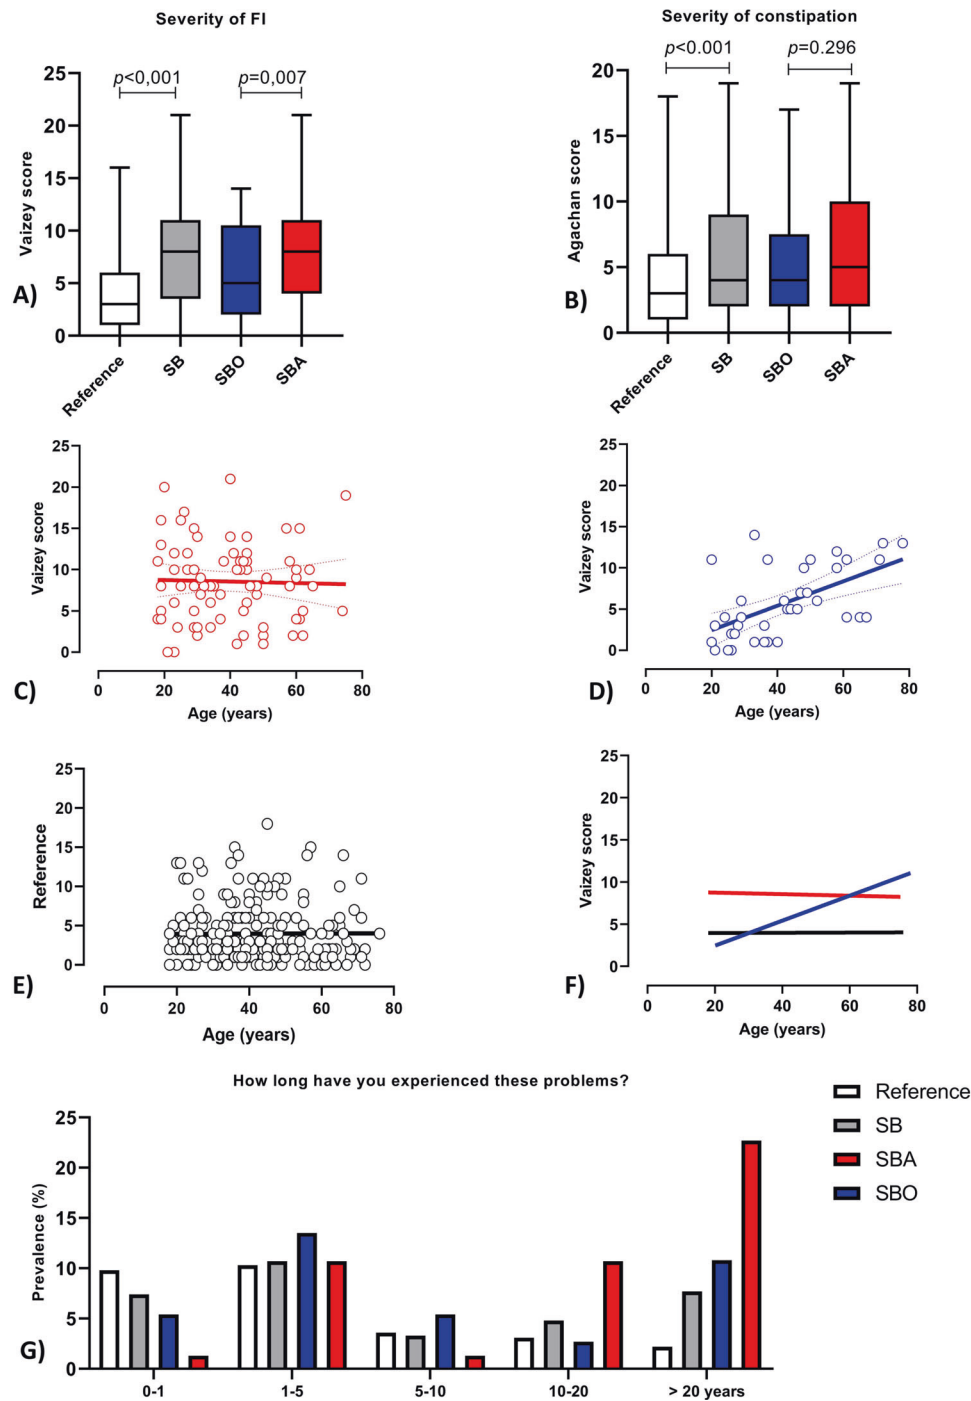 Severity of FI
p<0,001
p=0,007
25
20
15
10
5
0
Vaizey score
A)
Reference
SB
SBO
SBA
Severity of constipation
p<0.001
p=0.296
20
15
10
5
0
Agachan score
B)
Reference
SB
SBO
SBA
25
20
15
10
5
0
Vaizey score
C)
0 20 40 60 80
Age (years)
25
20
15
10
5
0
Vaizey score
D)
0 20 40 60 80
Age (years)
25
20
15
10
5
0
Reference
E)
0 20 40 60 80
Age (years)
25
20
15
10
5
0
Vaizey score
F)
0 20 40 60 80
Age (years)
How long have you experienced these problems?
Reference
SB
SBA
SBO
25
20
15
10
5
0
Prevalence (%)
G)
0-1 1-5 5-10 10-20 > 20 years